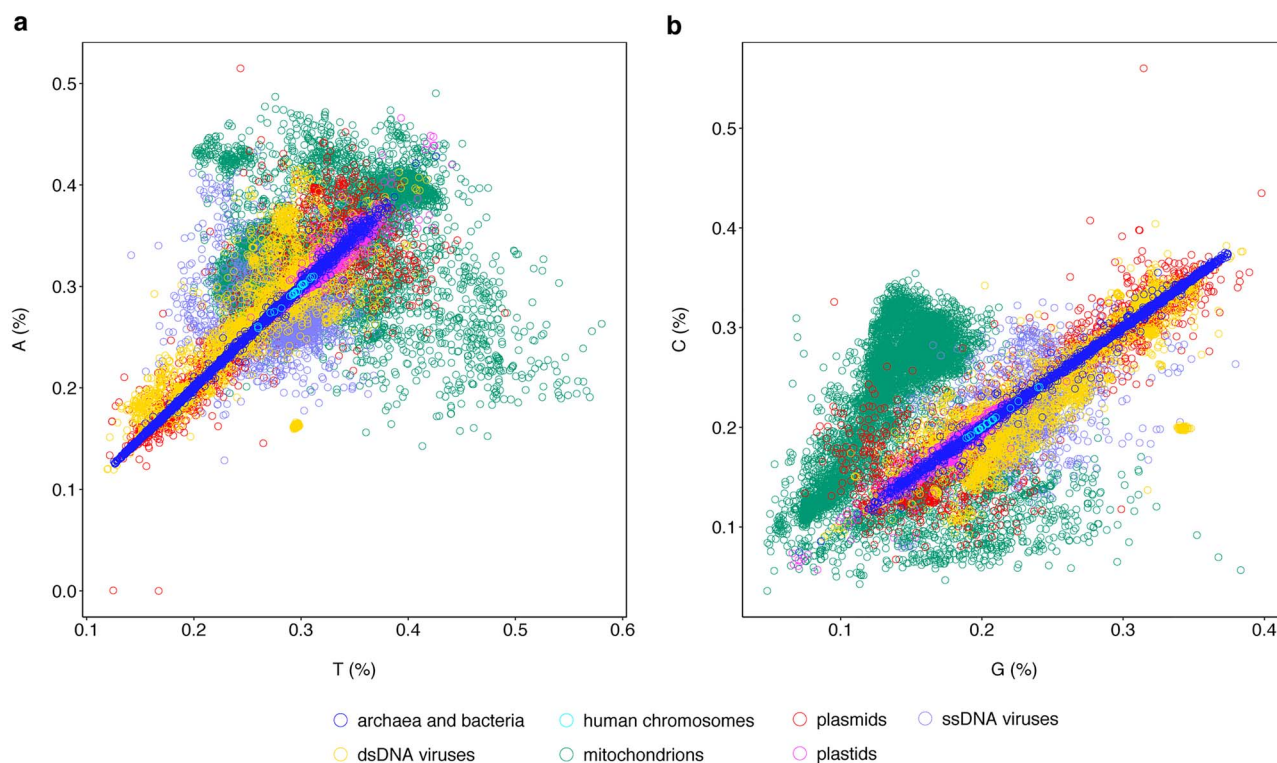 a
b
0.5
0.4
0.3
0.2
0.1
0.0
A (%)
0.1 0.2 0.3 0.4 0.5 0.6
T (%)
0.5
0.4
0.3
0.2
0.1
C (%)
0.1 0.2 0.3 0.4
G (%)
archaea and bacteria human chromosomes plasmids ssDNA viruses
dsDNA viruses mitochondrions plastids